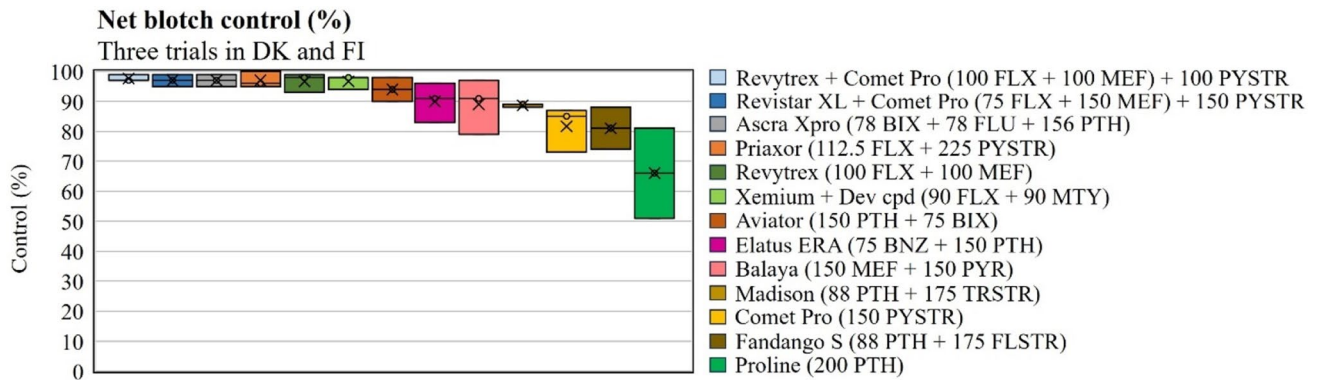 Net blotch control (%)
Three trials in DK and FI
Control (%)
100
90
80
70
60
50
40
30
20
10
0
Revytrex + Comet Pro (100 FLX + 100 MEF) + 100 PYSTR
Revistar XL + Comet Pro (75 FLX + 150 MEF) + 150 PYSTR
Ascra Xpro (78 BIX + 78 FLU + 156 PTH)
Priaxor (112.5 FLX + 225 PYSTR)
Revytrex (100 FLX + 100 MEF)
Xemium + Dev cpd (90 FLX + 90 MTY)
Aviator (150 PTH + 75 BIX)
Elatus ERA (75 BNZ + 150 PTH)
Balaya (150 MEF + 150 PYR)
Madison (88 PTH + 175 TRSTR)
Comet Pro (150 PYSTR)
Fandango S (88 PTH + 175 FLSTR)
Proline (200 PTH)